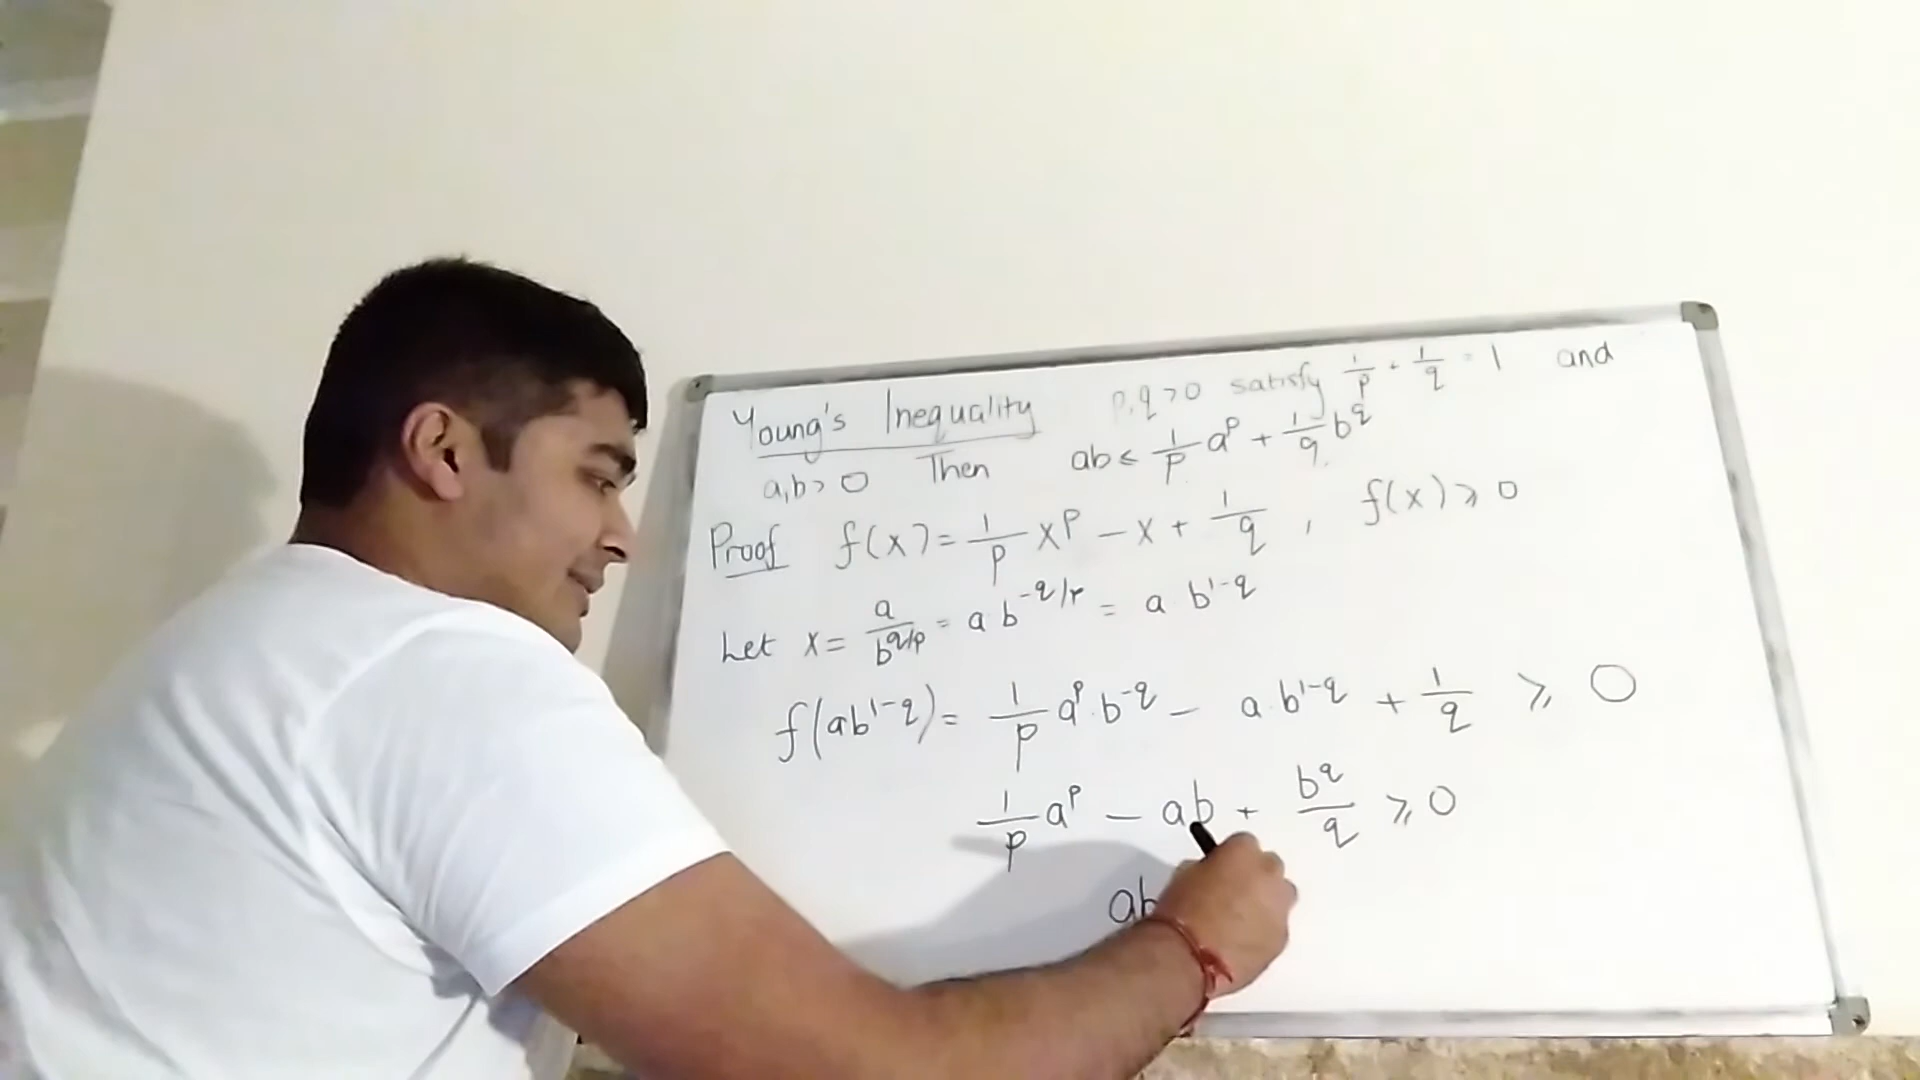 Young's Inequality p,q>0 satisfy 1/p + 1/q = 1 and
a,b>0 Then ab ≤ 1/p a^p + 1/q b^q
Proof f(x) = 1/p x^p - x + 1/q , f(x) ⩾ 0
Let x = a/b^{q/p} = a·b^{-q/p} = a·b^{1-q}
f(ab^{1-q}) = 1/p a^p·b^{-q} - a·b^{1-q} + 1/q ⩾ 0
1/p a^p - ab + b^q/q ⩾ 0
ab